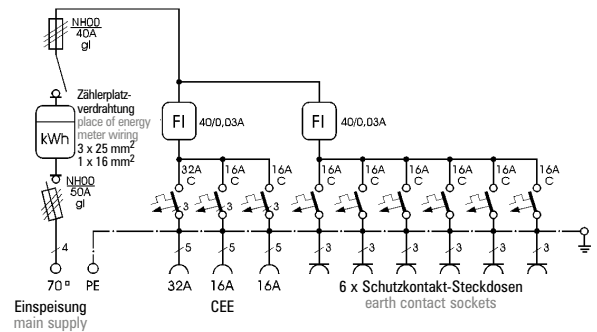 NH00
40A
gl
Zählerplatz-
verdrahtung
place of energy
meter wiring
3 x 25 mm²
1 x 16 mm²
kWh
NH00
50A
gl
FI
40/0,03A
FI
40/0,03A
32A
C
16A
C
16A
C
16A
C
16A
C
16A
C
16A
C
16A
C
16A
C
3
3
3
4
5
5
5
3
3
3
3
3
3
70¤
PE
32A
16A
16A
Einspeisung
main supply
CEE
6 x Schutzkontakt-Steckdosen
earth contact sockets